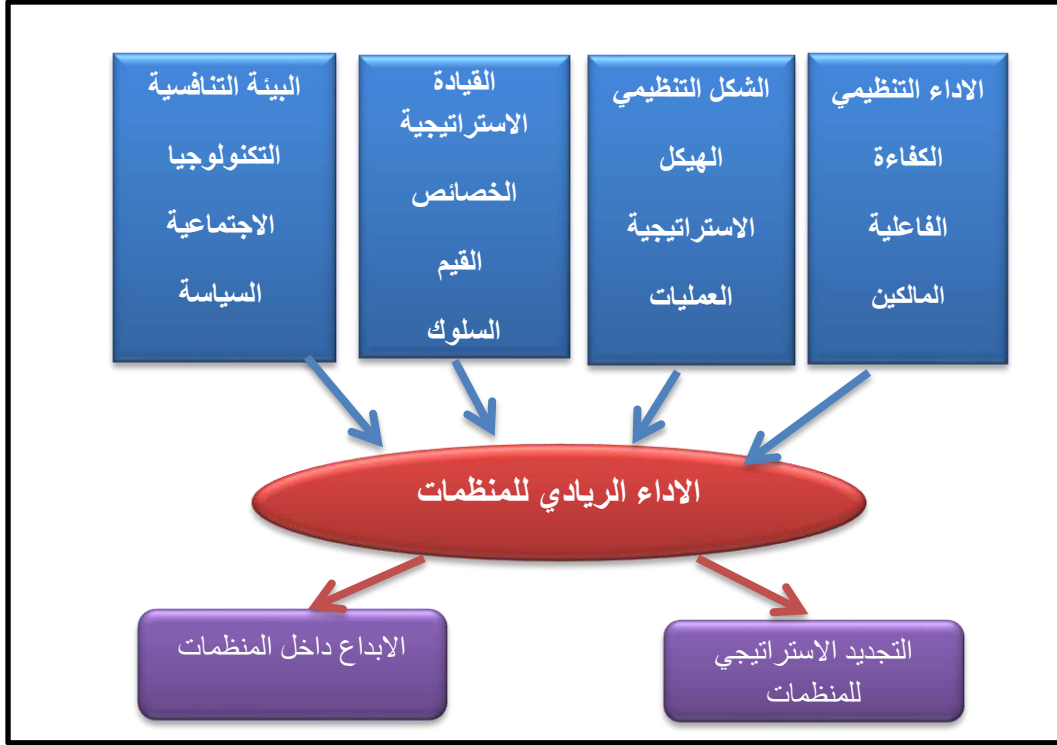 الاداء التنظيمي
الكفاءة
الفاعلية
المالكين
الشكل التنظيمي
الهيكل
الاستراتيجية
العمليات
القيادة
الاستراتيجية
الخصائص
القيم
السلوك
البيئة التنافسية
التكنولوجيا
الاجتماعية
السياسة
الاداء الريادي للمنظمات
التجديد الاستراتيجي
للمنظمات
الابداع داخل المنظمات